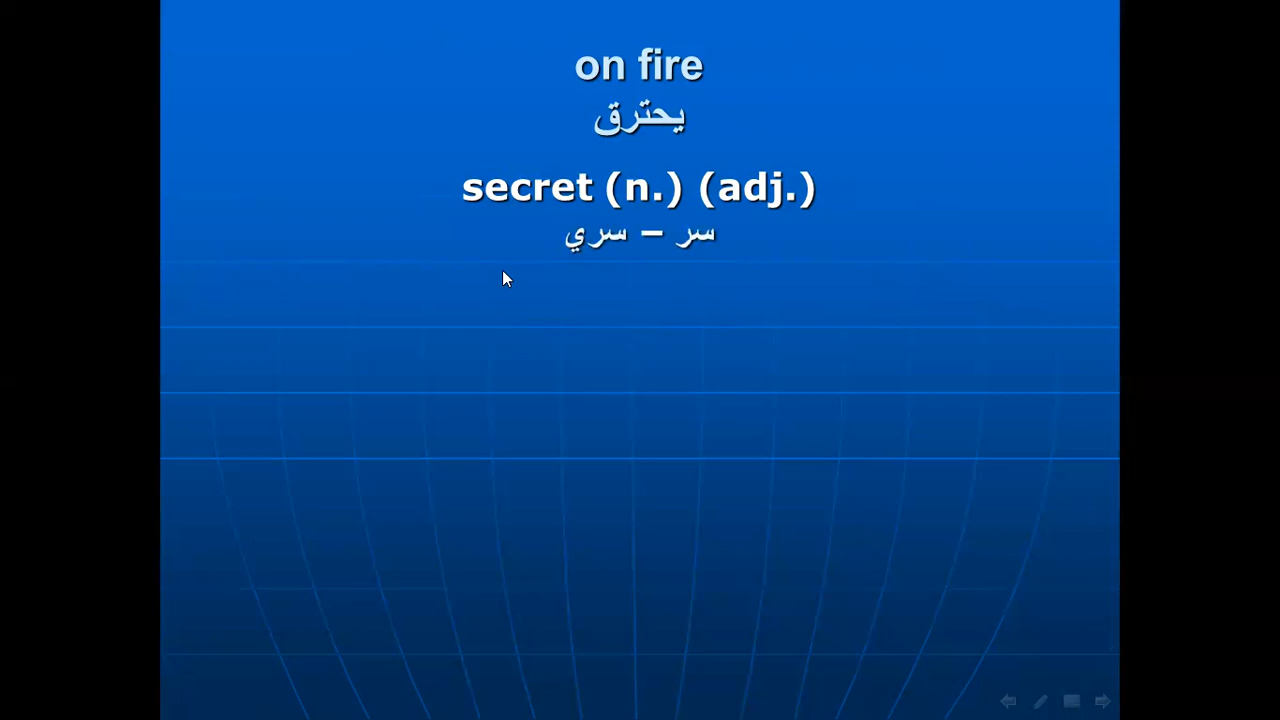 on fire
يحترق
secret (n.) (adj.)
سر – سري